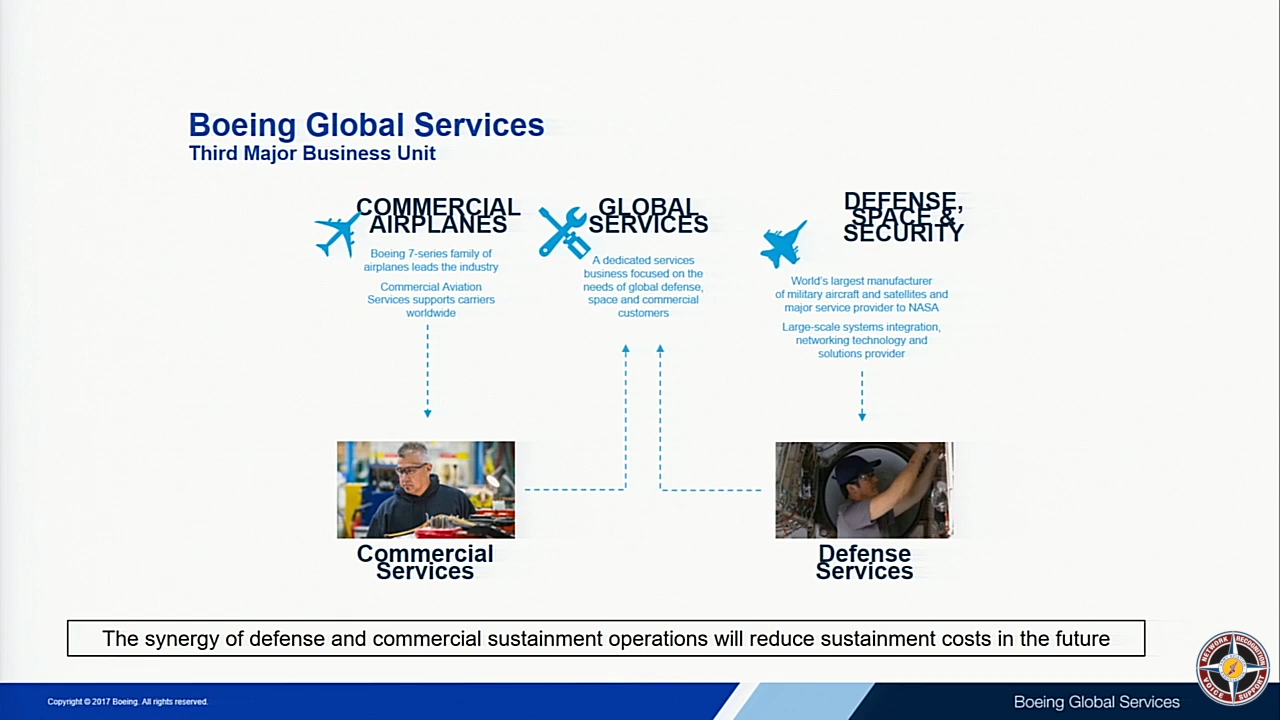 Boeing Global Services
Third Major Business Unit
COMMERCIAL
AIRPLANES
Boeing 7-series family of
airplanes leads the industry
Commercial Aviation
Services supports carriers
worldwide
GLOBAL
SERVICES
A dedicated services
business focused on the
needs of global defense,
space and commercial
customers
DEFENSE,
SPACE &
SECURITY
World's largest manufacturer
of military aircraft and satellites and
major service provider to NASA
Large-scale systems integration,
networking technology and
solutions provider
Commercial
Services
Defense
Services
The synergy of defense and commercial sustainment operations will reduce sustainment costs in the future
Copyright © 2017 Boeing. All rights reserved.
Boeing Global Services
NETWORK RECOGNITION
VOICE SUPPORT